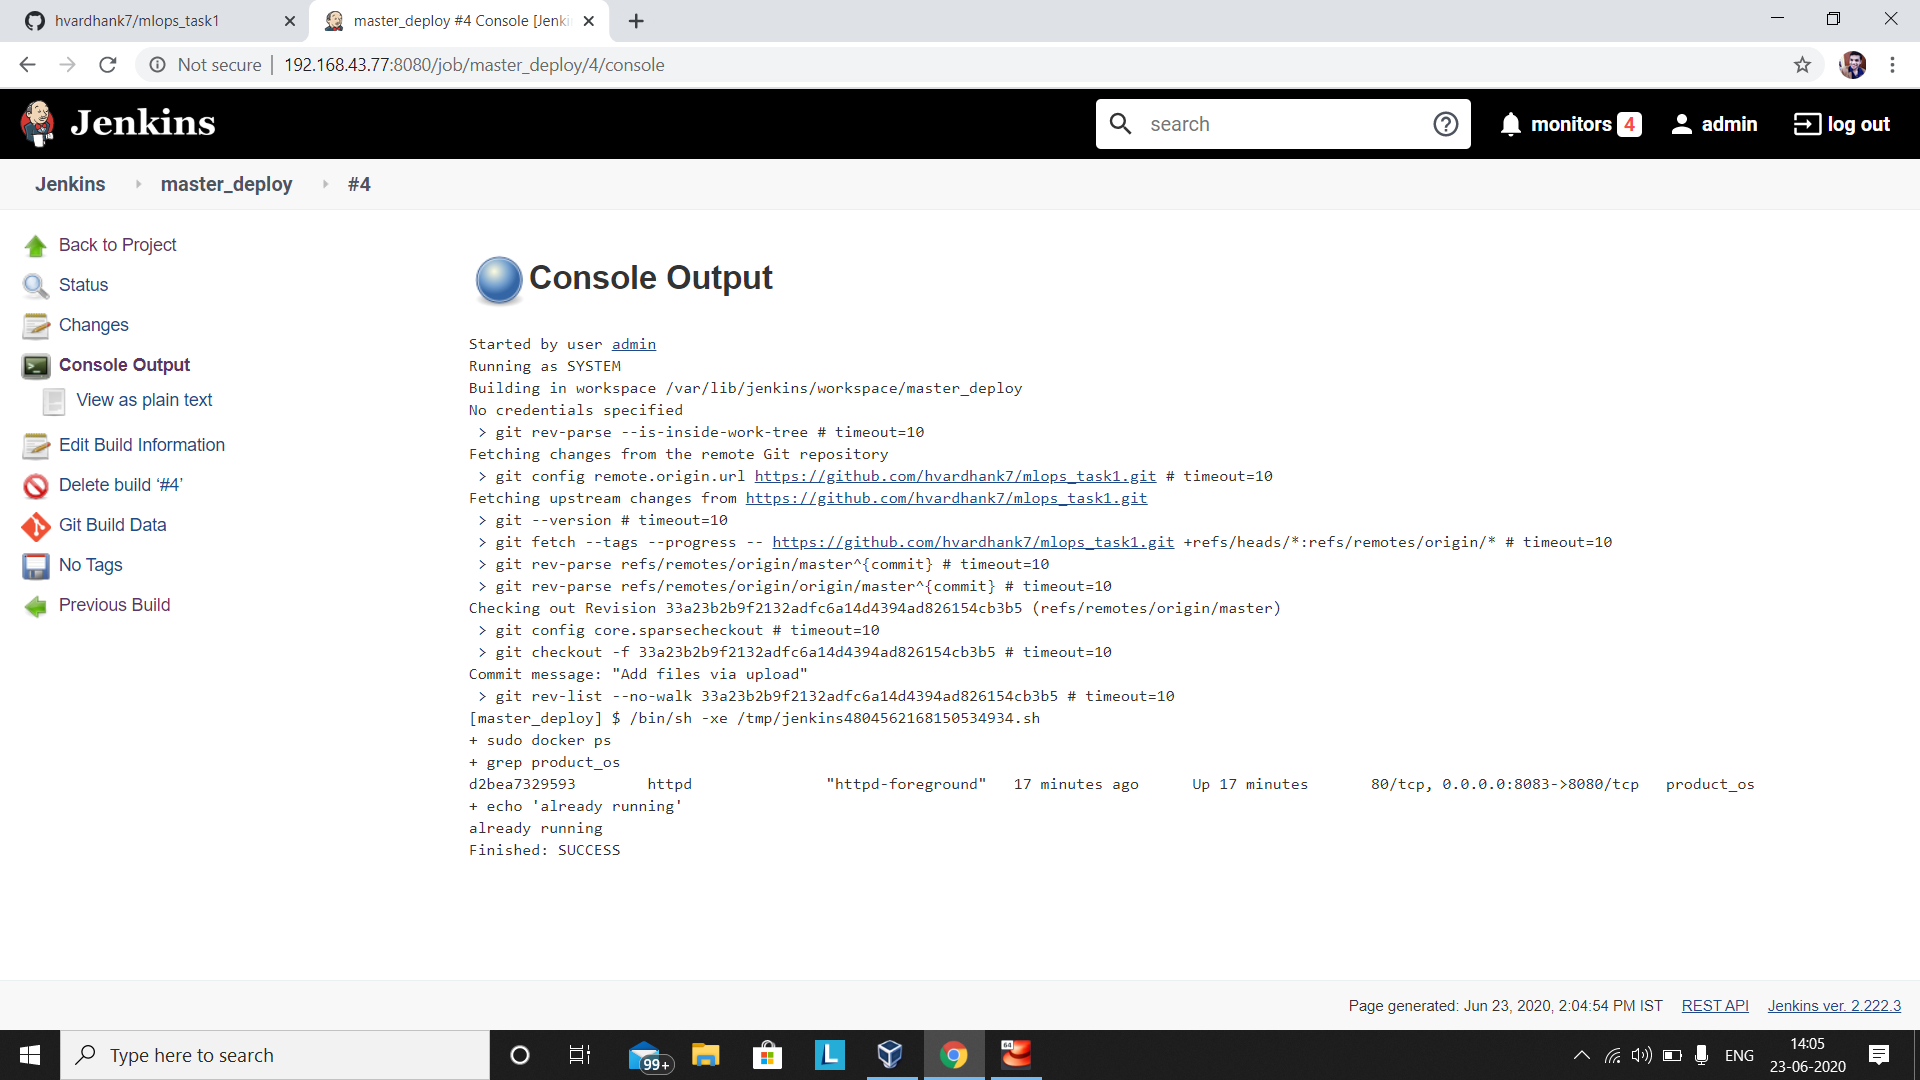 hvardhank7/mlops_task1
master_deploy #4 Console [Jenki
Not secure
192.168.43.77:8080/job/master_deploy/4/console
Jenkins
search
monitors 4
admin
log out
Jenkins
master_deploy
#4
Back to Project
Status
Changes
Console Output
View as plain text
Edit Build Information
Delete build ‘#4’
Git Build Data
No Tags
Previous Build
Console Output
Started by user admin
Running as SYSTEM
Building in workspace /var/lib/jenkins/workspace/master_deploy
No credentials specified
 > git rev-parse --is-inside-work-tree # timeout=10
Fetching changes from the remote Git repository
 > git config remote.origin.url https://github.com/hvardhank7/mlops_task1.git # timeout=10
Fetching upstream changes from https://github.com/hvardhank7/mlops_task1.git
 > git --version # timeout=10
 > git fetch --tags --progress -- https://github.com/hvardhank7/mlops_task1.git +refs/heads/*:refs/remotes/origin/* # timeout=10
 > git rev-parse refs/remotes/origin/master^{commit} # timeout=10
 > git rev-parse refs/remotes/origin/origin/master^{commit} # timeout=10
Checking out Revision 33a23b2b9f2132adfc6a14d4394ad826154cb3b5 (refs/remotes/origin/master)
 > git config core.sparsecheckout # timeout=10
 > git checkout -f 33a23b2b9f2132adfc6a14d4394ad826154cb3b5 # timeout=10
Commit message: "Add files via upload"
 > git rev-list --no-walk 33a23b2b9f2132adfc6a14d4394ad826154cb3b5 # timeout=10
[master_deploy] $ /bin/sh -xe /tmp/jenkins4804562168150534934.sh
+ sudo docker ps
+ grep product_os
d2bea7329593        httpd               "httpd-foreground"   17 minutes ago      Up 17 minutes       80/tcp, 0.0.0.0:8083->8080/tcp   product_os
+ echo 'already running'
already running
Finished: SUCCESS
Page generated: Jun 23, 2020, 2:04:54 PM IST
REST API
Jenkins ver. 2.222.3
Type here to search
99+
L
64
ENG
14:05
23-06-2020